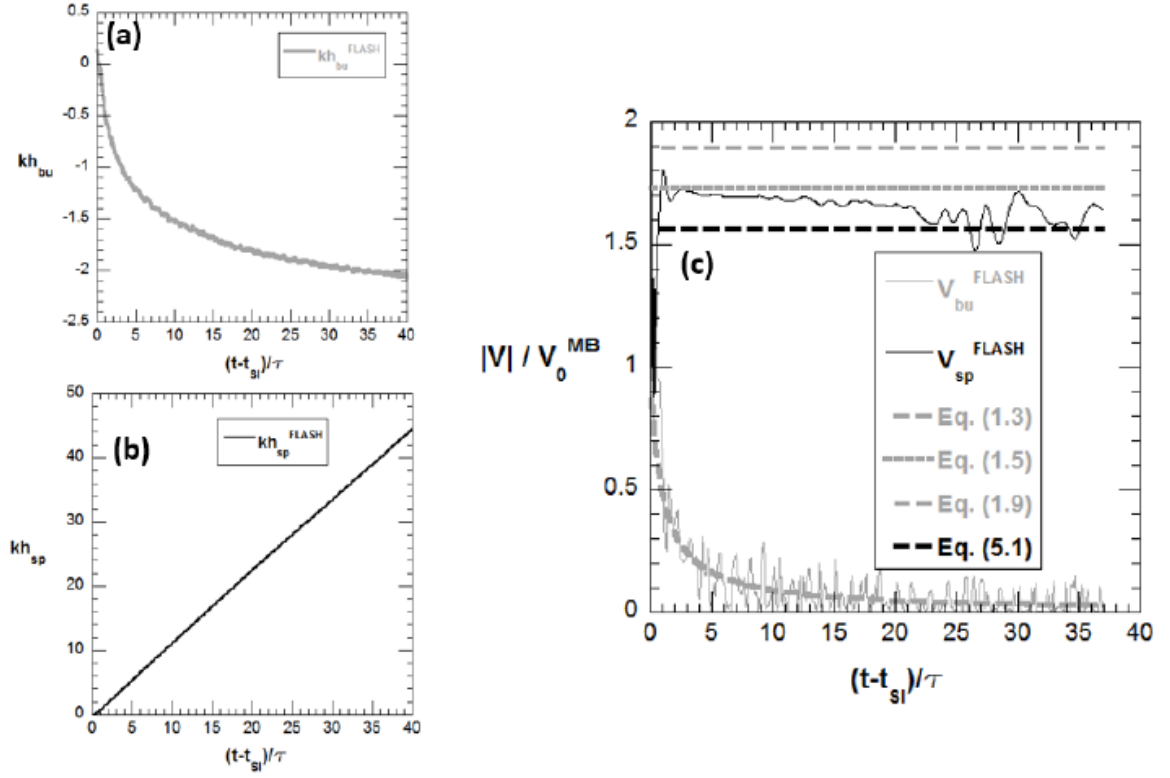 (a)
kh_bu^FLASH
0.5
0
-0.5
-1
-1.5
-2
-2.5
kh_bu
0 5 10 15 20 25 30 35 40
(t-t_SI)/τ
(b)
kh_sp^FLASH
50
40
30
20
10
0
kh_sp
0 5 10 15 20 25 30 35 40
(t-t_SI)/τ
(c)
2
1.5
1
0.5
0
|V| / V_0^MB
V_bu^FLASH
V_sp^FLASH
Eq. (1.3)
Eq. (1.5)
Eq. (1.9)
Eq. (5.1)
0 5 10 15 20 25 30 35 40
(t-t_SI)/τ